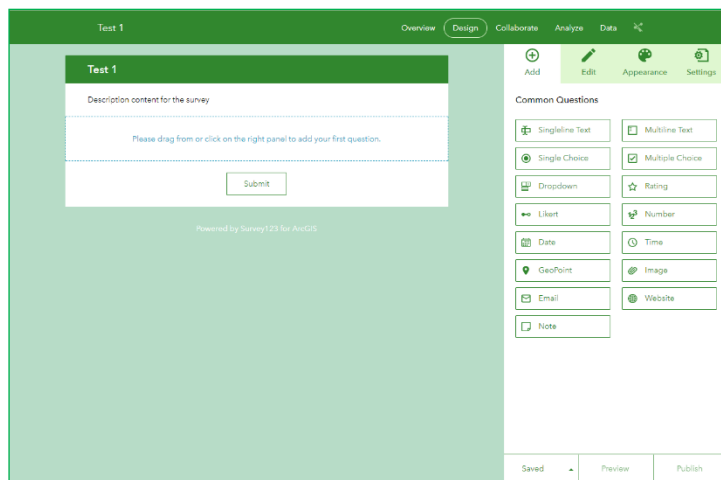 Test 1
Overview Design Collaborate Analyze Data
Test 1
Description content for the survey
Please drag from or click on the right panel to add your first question.
Submit
Powered by Survey123 for ArcGIS
Add Edit Appearance Settings
Common Questions
Singleline Text Multiline Text
Single Choice Multiple Choice
Dropdown Rating
Likert Number
Date Time
GeoPoint Image
Email Website
Note
Saved Preview Publish